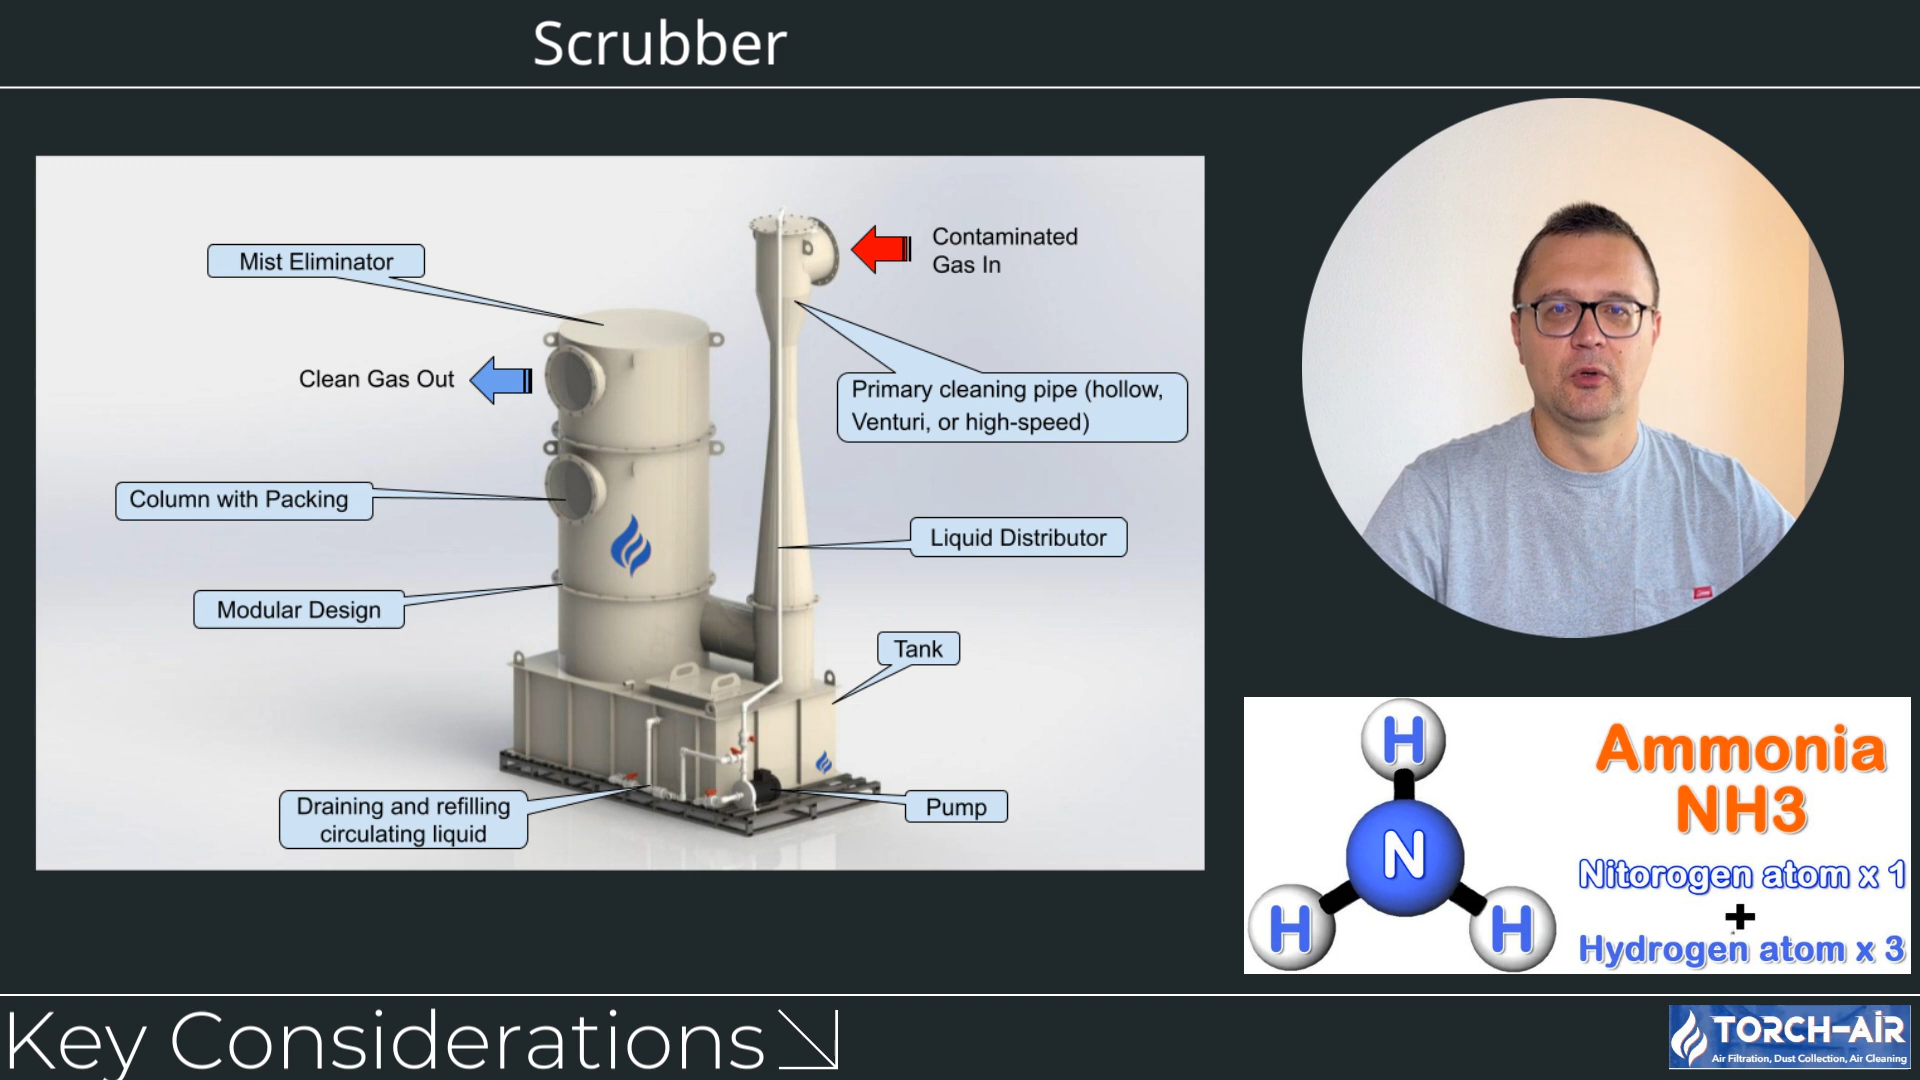 Scrubber
Mist Eliminator
Contaminated
Gas In
Clean Gas Out
Primary cleaning pipe (hollow,
Venturi, or high-speed)
Column with Packing
Liquid Distributor
Modular Design
Tank
Draining and refilling
circulating liquid
Pump
H
N
H
H
Ammonia
NH3
Nitorogen atom x 1
+
Hydrogen atom x 3
Key Considerations
TORCH-AIR
Air Filtration, Dust Collection, Air Cleaning